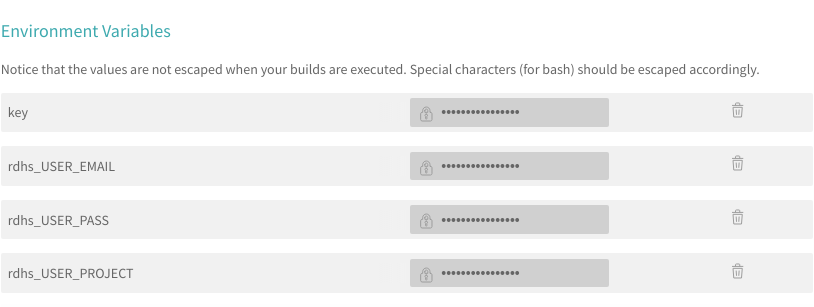 Environment Variables
Notice that the values are not escaped when your builds are executed. Special characters (for bash) should be escaped accordingly.
key ••••••••••••••••
rdhs_USER_EMAIL ••••••••••••••••
rdhs_USER_PASS ••••••••••••••••
rdhs_USER_PROJECT ••••••••••••••••